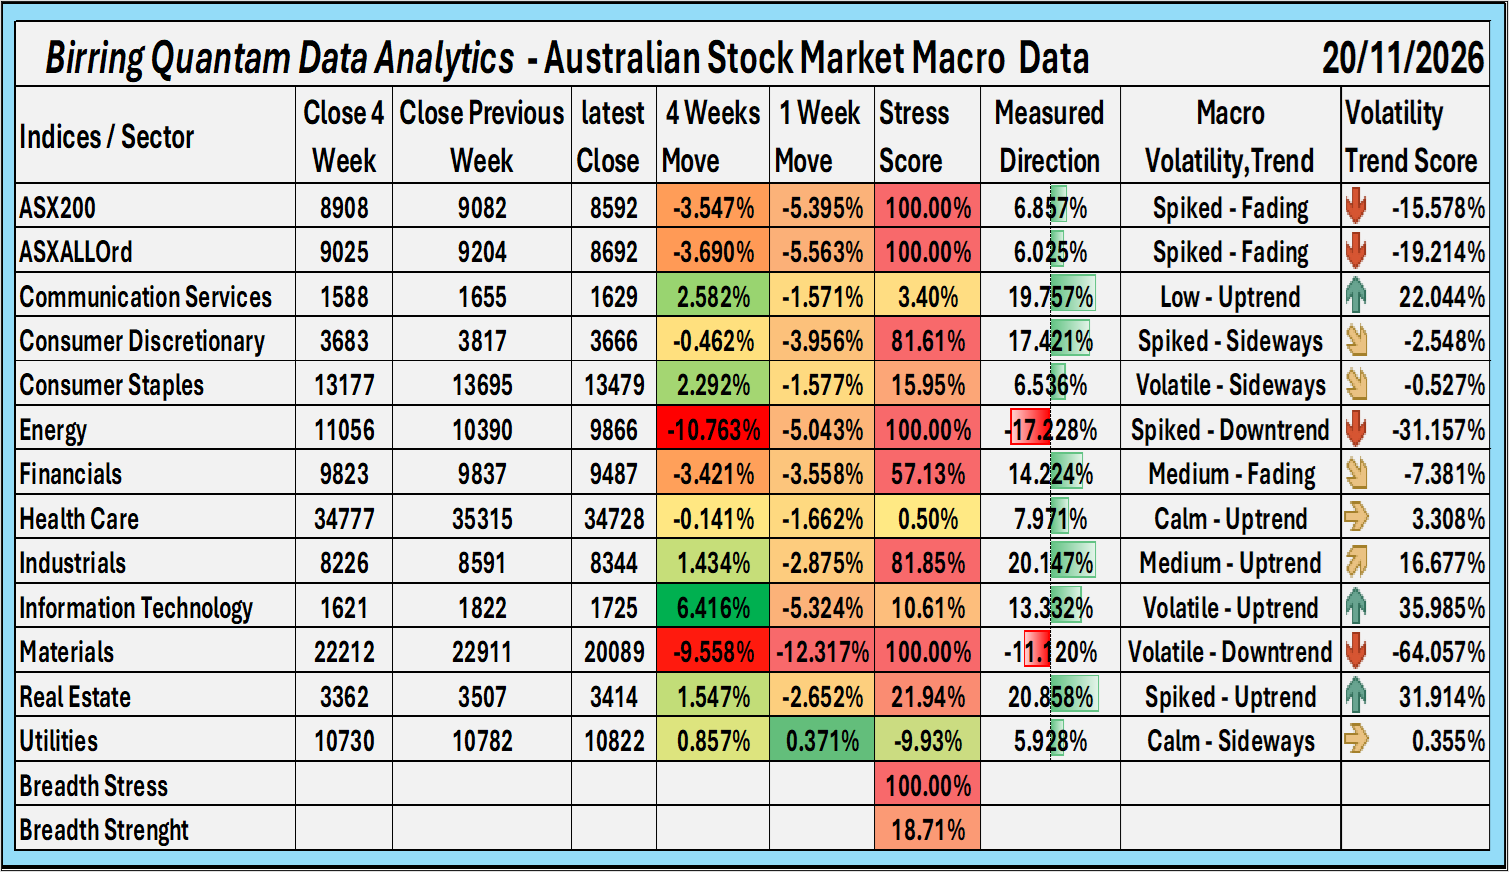 Birring Quantam Data Analytics - Australian Stock Market Macro Data 20/11/2026
Indices / Sector Close 4 Week Close Previous Week latest Close 4 Weeks Move 1 Week Move Stress Score Measured Direction Macro Volatility,Trend Volatility Trend Score
ASX200 8908 9082 8592 -3.547% -5.395% 100.00% 6.857% Spiked - Fading -15.578%
ASXALLOrd 9025 9204 8692 -3.690% -5.563% 100.00% 6.025% Spiked - Fading -19.214%
Communication Services 1588 1655 1629 2.582% -1.571% 3.40% 19.757% Low - Uptrend 22.044%
Consumer Discretionary 3683 3817 3666 -0.462% -3.956% 81.61% 17.421% Spiked - Sideways -2.548%
Consumer Staples 13177 13695 13479 2.292% -1.577% 15.95% 6.536% Volatile - Sideways -0.527%
Energy 11056 10390 9866 -10.763% -5.043% 100.00% -17.228% Spiked - Downtrend -31.157%
Financials 9823 9837 9487 -3.421% -3.558% 57.13% 14.224% Medium - Fading -7.381%
Health Care 34777 35315 34728 -0.141% -1.662% 0.50% 7.971% Calm - Uptrend 3.308%
Industrials 8226 8591 8344 1.434% -2.875% 81.85% 20.147% Medium - Uptrend 16.677%
Information Technology 1621 1822 1725 6.416% -5.324% 10.61% 13.332% Volatile - Uptrend 35.985%
Materials 22212 22911 20089 -9.558% -12.317% 100.00% -11.120% Volatile - Downtrend -64.057%
Real Estate 3362 3507 3414 1.547% -2.652% 21.94% 20.858% Spiked - Uptrend 31.914%
Utilities 10730 10782 10822 0.857% 0.371% -9.93% 5.928% Calm - Sideways 0.355%
Breadth Stress 100.00%
Breadth Strenght 18.71%